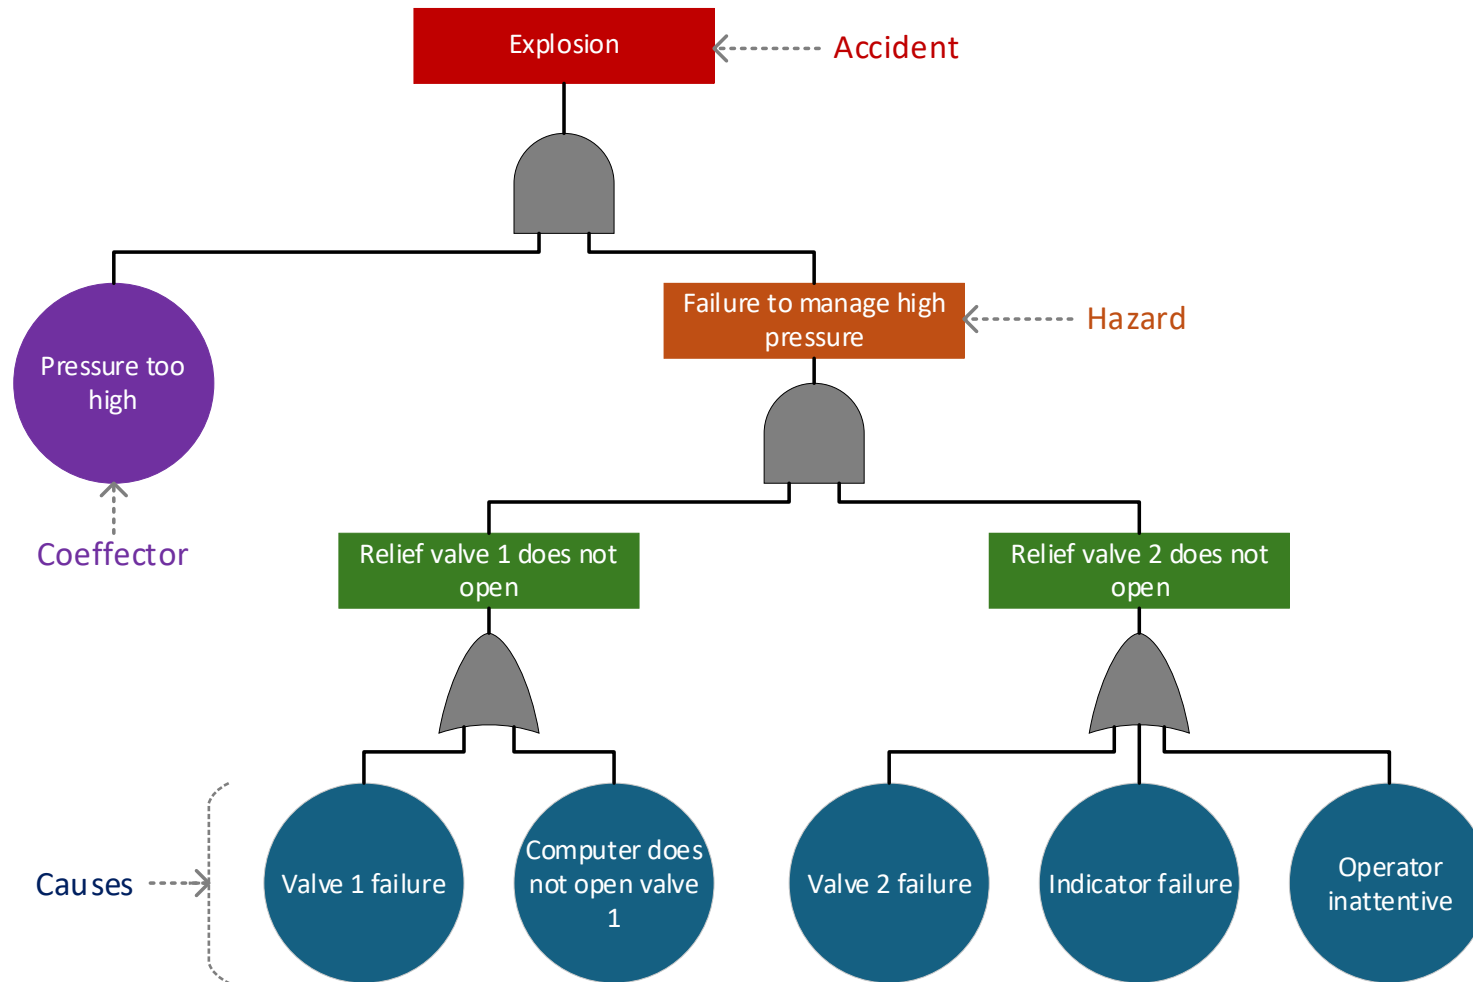 Explosion
Accident
Failure to manage high
pressure
Hazard
Pressure too
high
Coeffector
Relief valve 1 does not
open
Relief valve 2 does not
open
Causes
Valve 1 failure
Computer does
not open valve
1
Valve 2 failure
Indicator failure
Operator
inattentive